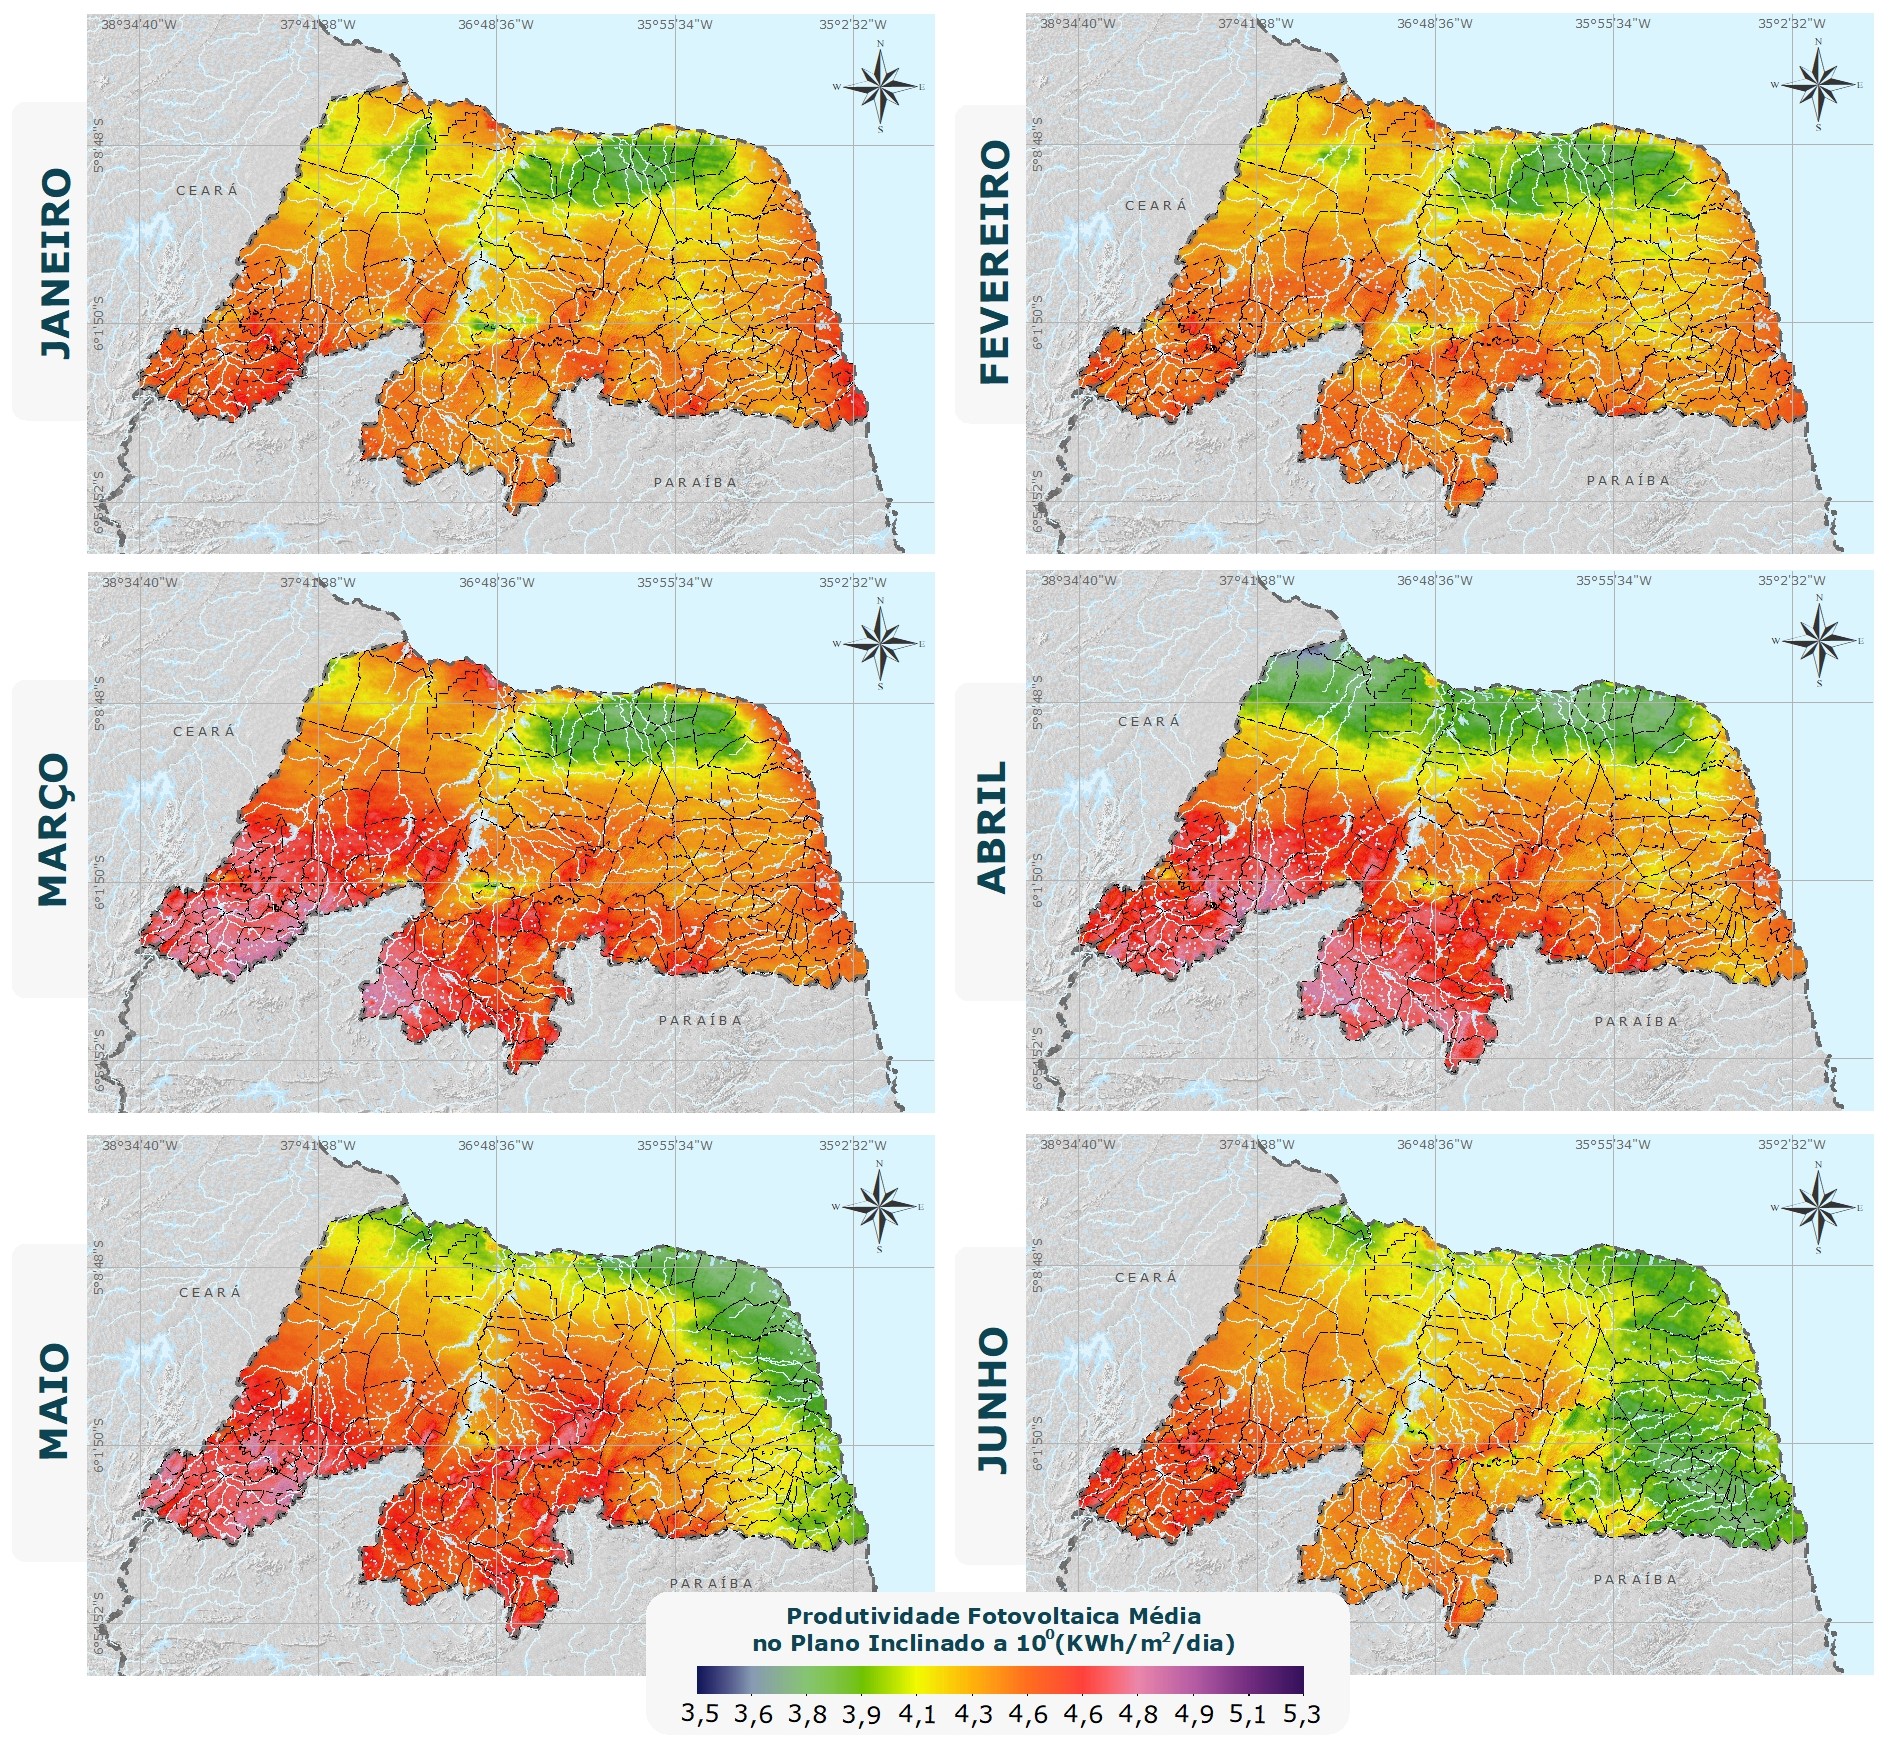 38°34'40"W 37°41'38"W 36°48'36"W 35°55'34"W 35°2'32"W
N
W E
S
5°8'48"S
6°1'50"S
6°54'52"S
CEARÁ
PARAÍBA
JANEIRO
38°34'40"W 37°41'38"W 36°48'36"W 35°55'34"W 35°2'32"W
N
W E
S
5°8'48"S
6°1'50"S
6°54'52"S
CEARÁ
PARAÍBA
FEVEREIRO
38°34'40"W 37°41'38"W 36°48'36"W 35°55'34"W 35°2'32"W
N
W E
S
5°8'48"S
6°1'50"S
6°54'52"S
CEARÁ
PARAÍBA
MARÇO
38°34'40"W 37°41'38"W 36°48'36"W 35°55'34"W 35°2'32"W
N
W E
S
5°8'48"S
6°1'50"S
6°54'52"S
CEARÁ
PARAÍBA
ABRIL
38°34'40"W 37°41'38"W 36°48'36"W 35°55'34"W 35°2'32"W
N
W E
S
5°8'48"S
6°1'50"S
6°54'52"S
CEARÁ
PARAÍBA
MAIO
38°34'40"W 37°41'38"W 36°48'36"W 35°55'34"W 35°2'32"W
N
W E
S
5°8'48"S
6°1'50"S
6°54'52"S
CEARÁ
PARAÍBA
JUNHO
Produtividade Fotovoltaica Média
no Plano Inclinado a 10⁰(KWh/m²/dia)
3,5 3,6 3,8 3,9 4,1 4,3 4,6 4,6 4,8 4,9 5,1 5,3